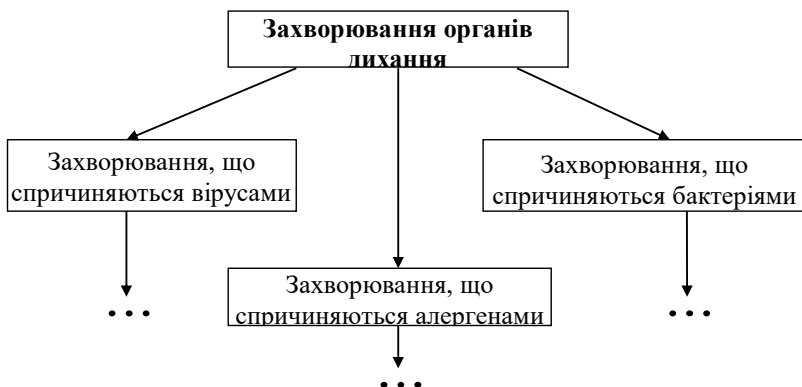 Захворювання органів
дихання
Захворювання, що
спричиняються вірусами
Захворювання, що
спричиняються бактеріями
...
Захворювання, що
спричиняються алергенами
...
...